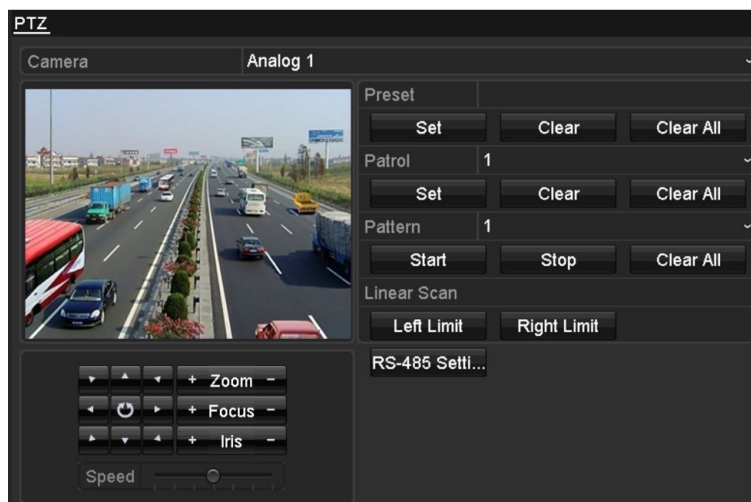 PTZ
Camera Analog 1
Preset
Set Clear Clear All
Patrol 1
Set Clear Clear All
Pattern 1
Start Stop Clear All
Linear Scan
Left Limit Right Limit
RS-485 Setti...
+ Zoom -
+ Focus -
+ Iris -
Speed